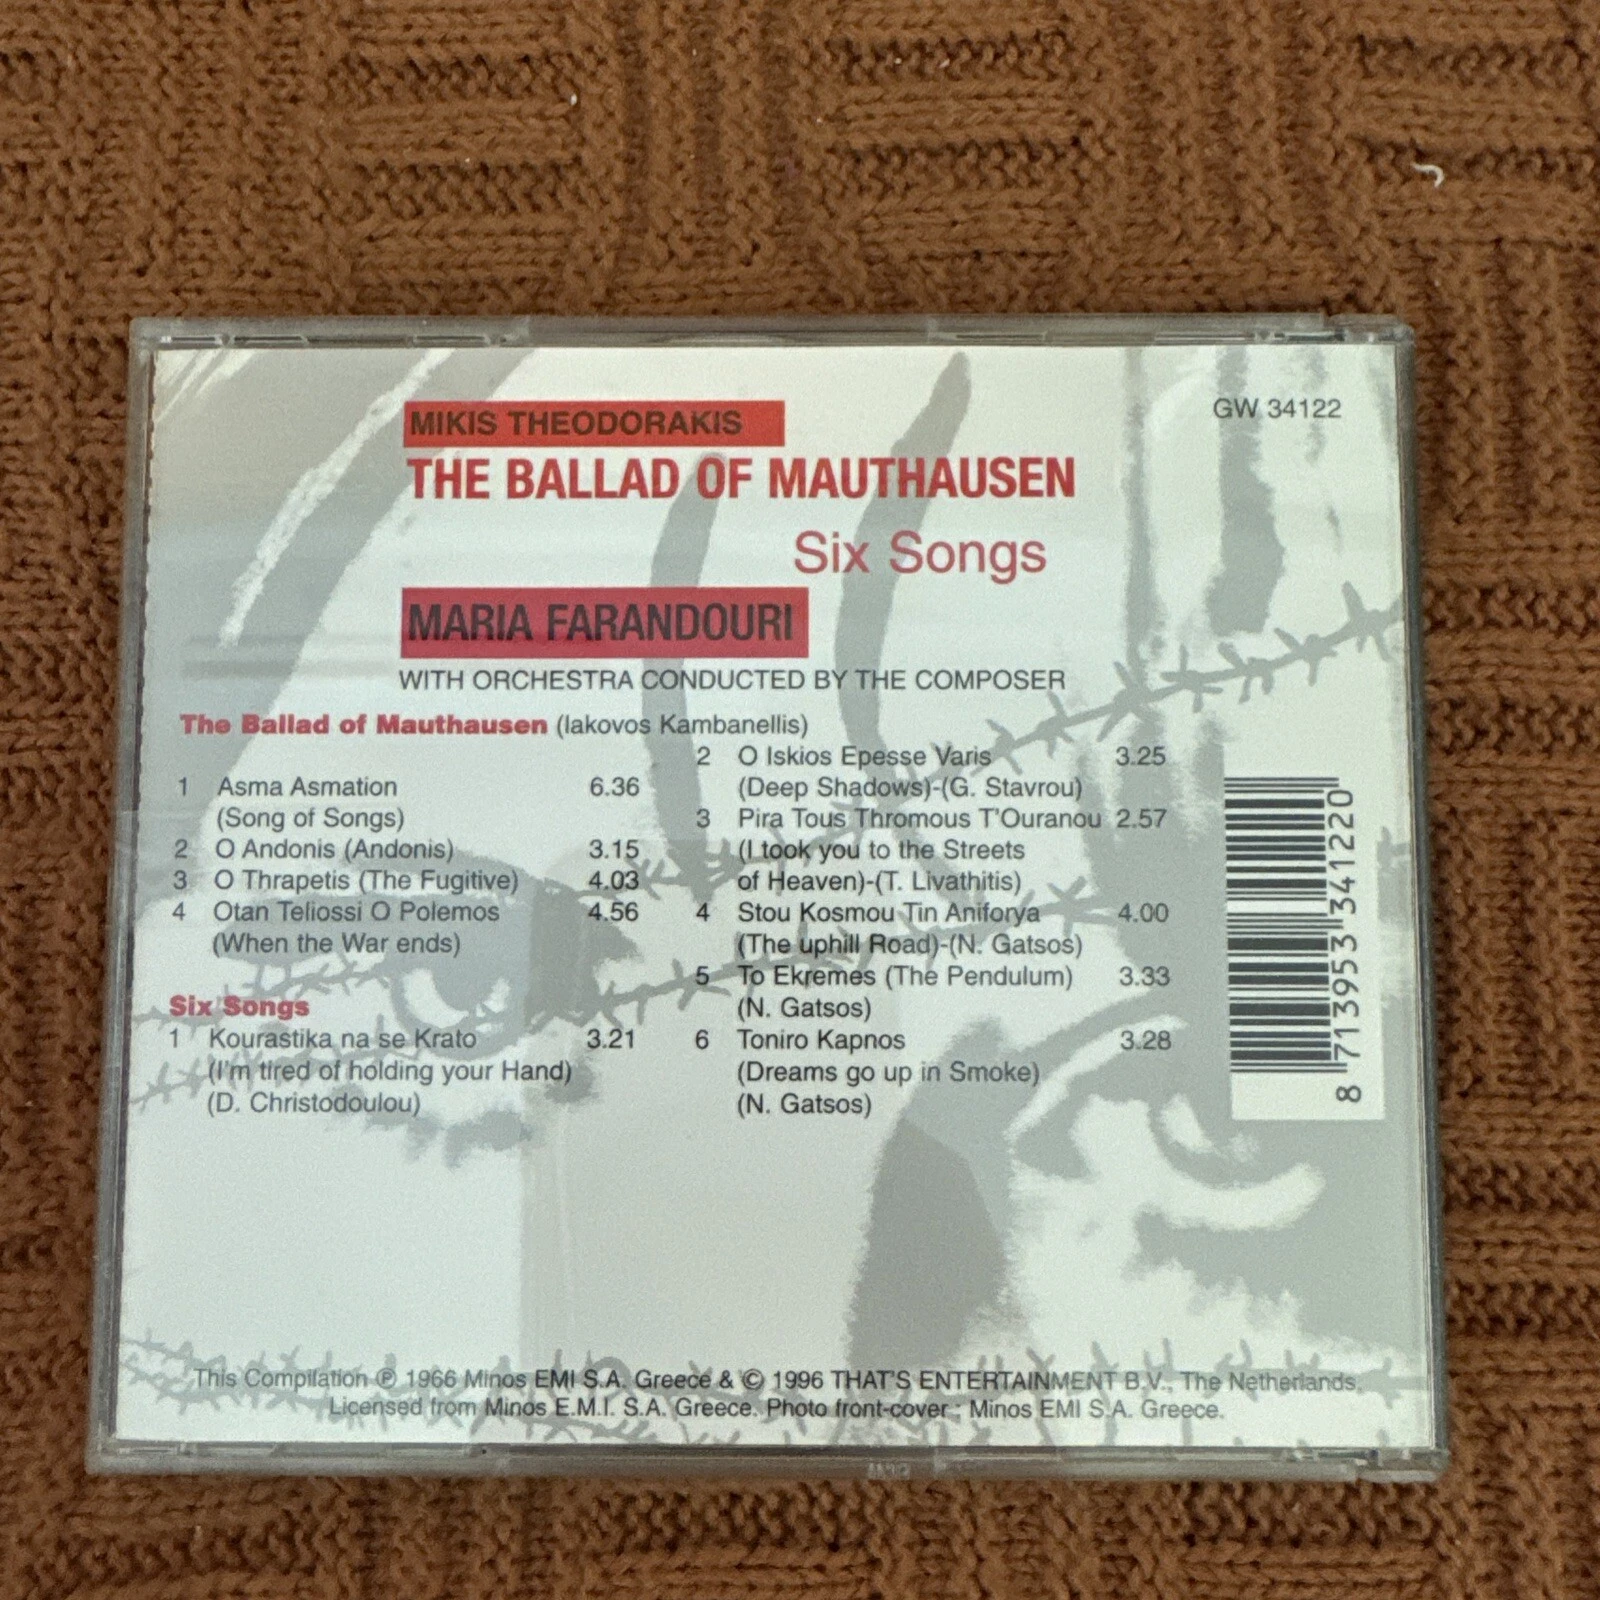 GW 34122
MIKIS THEODORAKIS
THE BALLAD OF MAUTHAUSEN
Six Songs
MARIA FARANDOURI
WITH ORCHESTRA CONDUCTED BY THE COMPOSER
The Ballad of Mauthausen (Iakovos Kambanellis)
1 Asma Asmation 6.36
(Song of Songs)
2 O Andonis (Andonis) 3.15
3 O Thrapetis (The Fugitive) 4.03
4 Otan Teliossi O Polemos 4.56
(When the War ends)
Six Songs
1 Kourastika na se Krato 3.21
(I'm tired of holding your Hand)
(D. Christodoulou)
2 O Iskios Epesse Varis 3.25
(Deep Shadows)-(G. Stavrou)
3 Pira Tous Thromous T'Ouranou 2.57
(I took you to the Streets
of Heaven)-(T. Livathitis)
4 Stou Kosmou Tin Aniforya 4.00
(The uphill Road)-(N. Gatsos)
5 To Ekremes (The Pendulum) 3.33
(N. Gatsos)
6 Toniro Kapnos 3.28
(Dreams go up in Smoke)
(N. Gatsos)
8 713953 341220
This Compilation ℗ 1966 Minos EMI S.A. Greece & © 1996 THAT'S ENTERTAINMENT B.V., The Netherlands.
Licensed from Minos E.M.I. S.A. Greece. Photo front-cover : Minos EMI S.A. Greece.